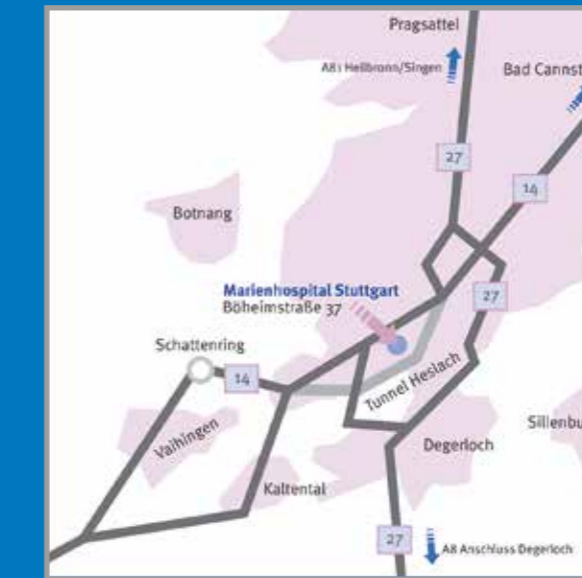 Pragsattel
A81 Heilbronn/Singen
Bad Cannst
27
14
Botnang
Marienhospital Stuttgart
Böheimstraße 37
27
Schattenring
14
Tunnel Heslach
Vaihingen
Degerloch
Sillenbu
Kaltental
27
A8 Anschluss Degerloch